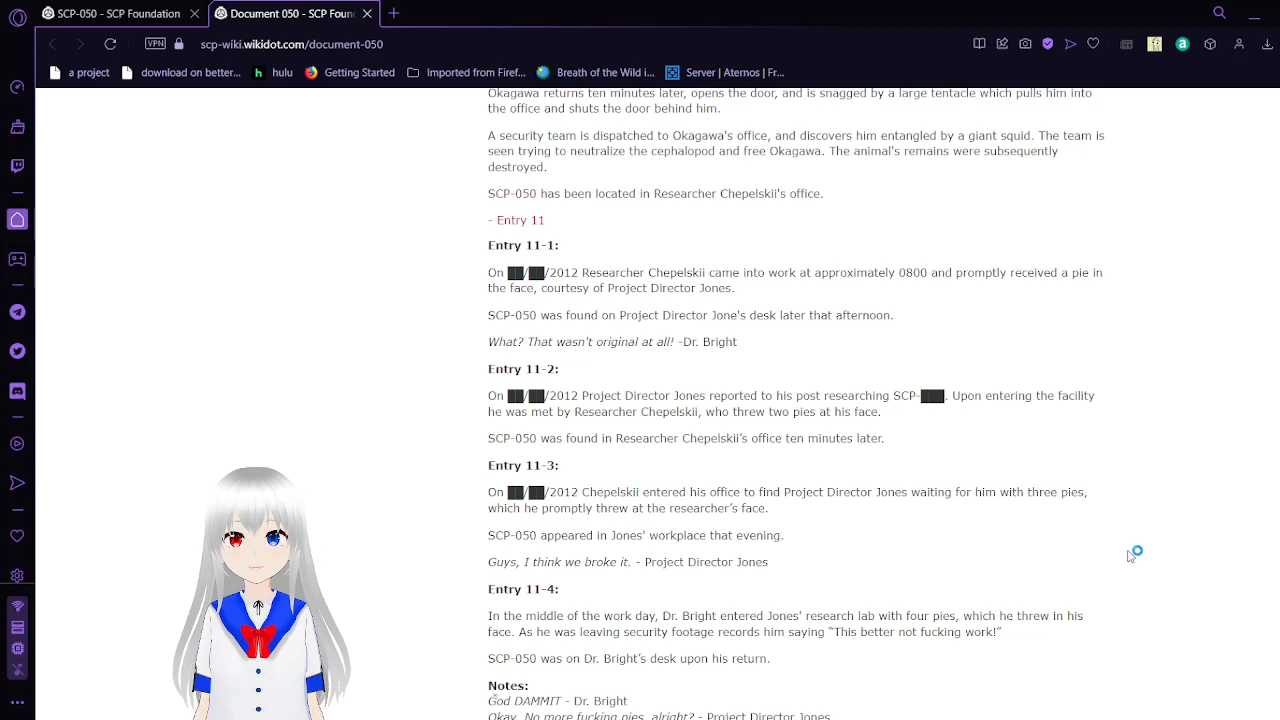 SCP-050 - SCP Foundation
Document 050 - SCP Foun
VPN
scp-wiki.wikidot.com/document-050
a project
download on better...
hulu
Getting Started
Imported from Firef...
Breath of the Wild i...
Server | Aternos | Fr...
Okagawa returns ten minutes later, opens the door, and is snagged by a large tentacle which pulls him into
the office and shuts the door behind him.
A security team is dispatched to Okagawa's office, and discovers him entangled by a giant squid. The team is
seen trying to neutralize the cephalopod and free Okagawa. The animal's remains were subsequently
destroyed.
SCP-050 has been located in Researcher Chepelskii's office.
- Entry 11
Entry 11-1:
On ██/██/2012 Researcher Chepelskii came into work at approximately 0800 and promptly received a pie in
the face, courtesy of Project Director Jones.
SCP-050 was found on Project Director Jone's desk later that afternoon.
What? That wasn't original at all! -Dr. Bright
Entry 11-2:
On ██/██/2012 Project Director Jones reported to his post researching SCP-███. Upon entering the facility
he was met by Researcher Chepelskii, who threw two pies at his face.
SCP-050 was found in Researcher Chepelskii’s office ten minutes later.
Entry 11-3:
On ██/██/2012 Chepelskii entered his office to find Project Director Jones waiting for him with three pies,
which he promptly threw at the researcher’s face.
SCP-050 appeared in Jones' workplace that evening.
Guys, I think we broke it. - Project Director Jones
Entry 11-4:
In the middle of the work day, Dr. Bright entered Jones' research lab with four pies, which he threw in his
face. As he was leaving security footage records him saying “This better not fucking work!”
SCP-050 was on Dr. Bright’s desk upon his return.
Notes:
God DAMMIT - Dr. Bright
Okay. No more fucking pies, alright? - Project Director Jones